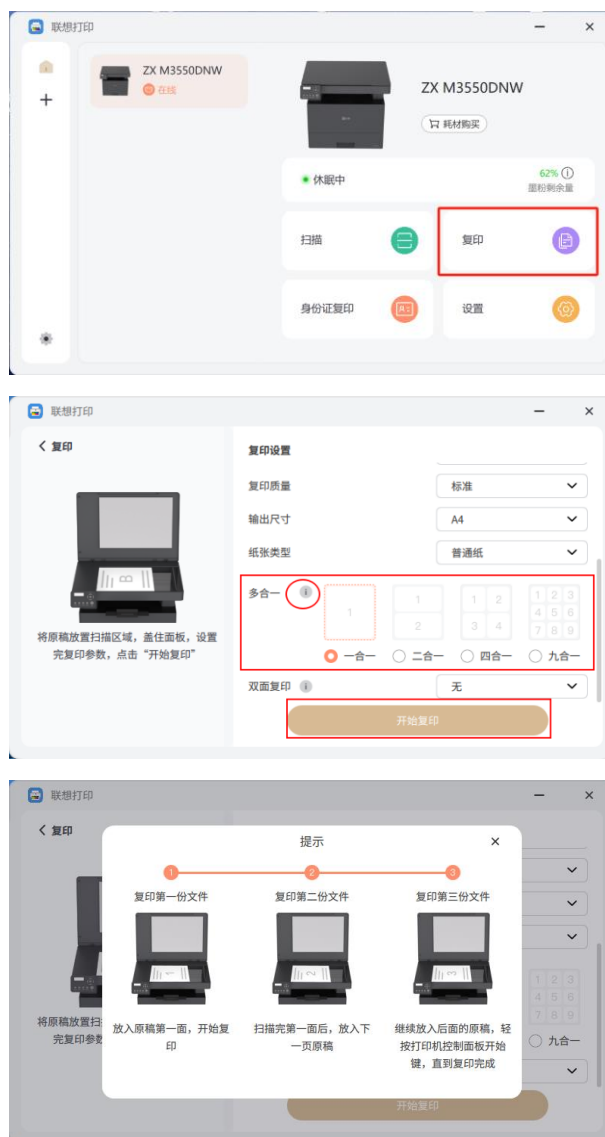 联想打印
ZX M3550DNW
在线
ZX M3550DNW
耗材购买
休眠中
62%
墨粉剩余量
扫描
复印
身份证复印
设置
联想打印
复印
复印设置
复印质量
标准
输出尺寸
A4
纸张类型
普通纸
多合一
1
1
2
1 2
3 4
1 2 3
4 5 6
7 8 9
一合一
二合一
四合一
九合一
将原稿放置扫描区域，盖住面板，设置
完复印参数，点击“开始复印”
双面复印
无
开始复印
联想打印
复印
提示
1
2
3
复印第一份文件
复印第二份文件
复印第三份文件
放入原稿第一面，开始复
印
扫描完第一面后，放入下
一页原稿
继续放入后面的原稿，轻
按打印机控制面板开始
键，直到复印完成
将原稿放置扫
完复印参数
1 2 3
4 5 6
7 8 9
九合一
开始复印